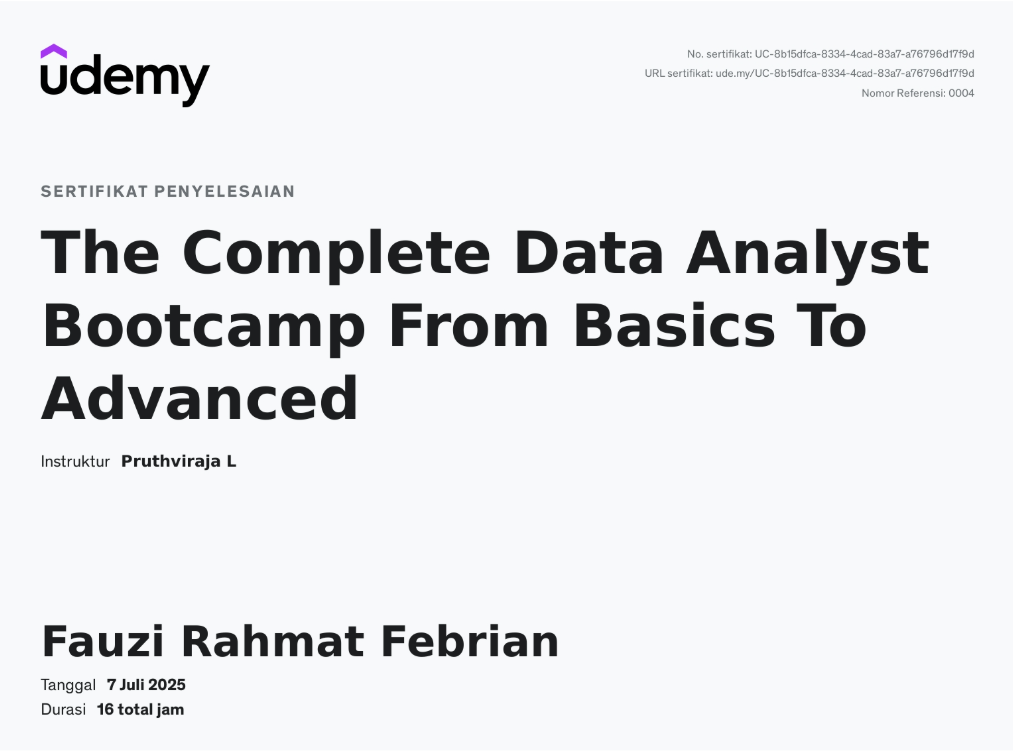 udemy
No. sertifikat: UC-8b15dfca-8334-4cad-83a7-a76796d17f9d
URL sertifikat: ude.my/UC-8b15dfca-8334-4cad-83a7-a76796d17f9d
Nomor Referensi: 0004
SERTIFIKAT PENYELESAIAN
The Complete Data Analyst
Bootcamp From Basics To
Advanced
Instruktur Pruthviraja L
Fauzi Rahmat Febrian
Tanggal 7 Juli 2025
Durasi 16 total jam